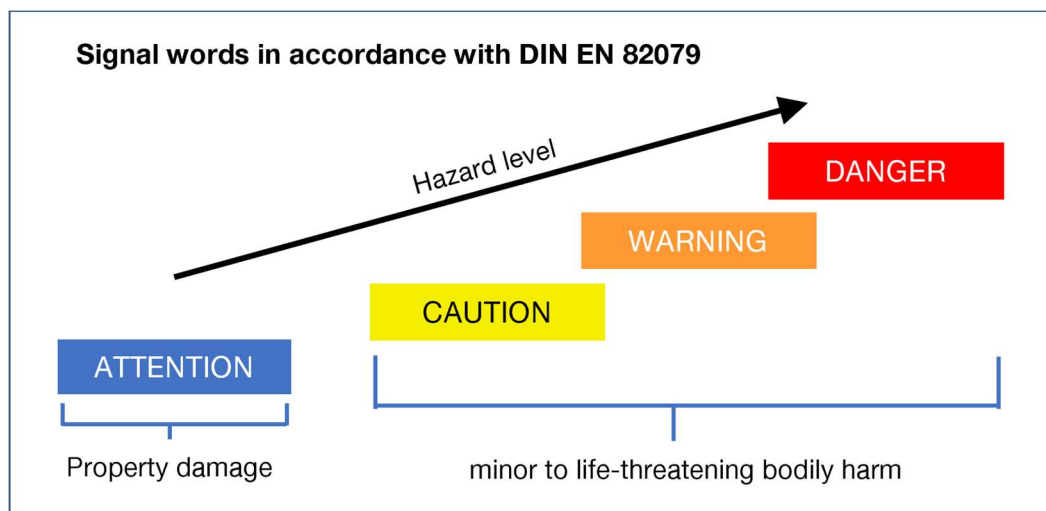 Signal words in accordance with DIN EN 82079
Hazard level
DANGER
WARNING
CAUTION
ATTENTION
Property damage
minor to life-threatening bodily harm